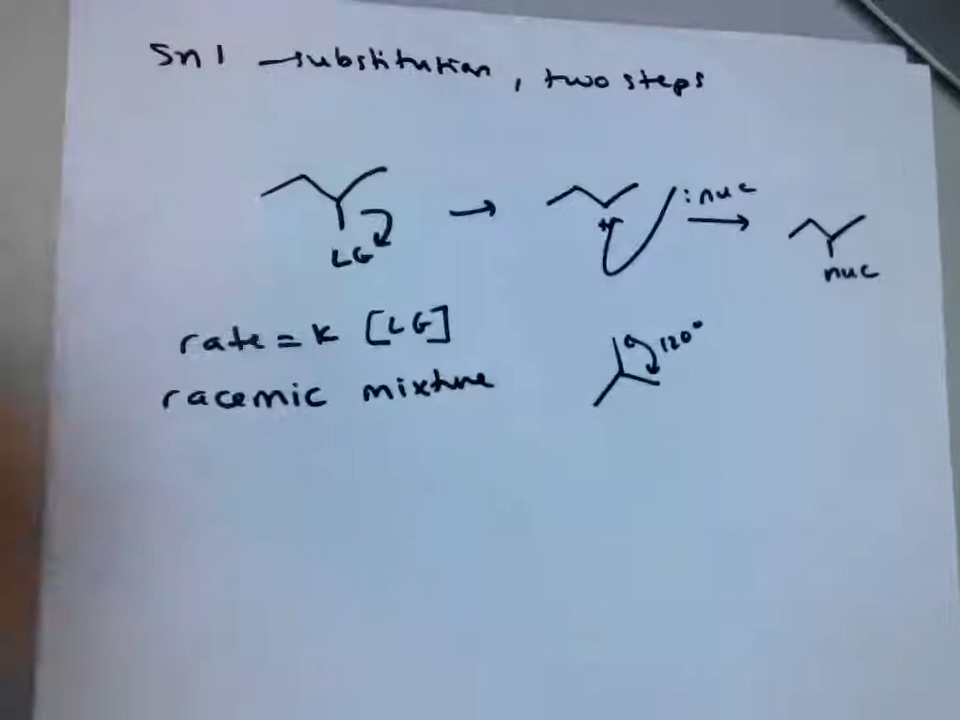 Sn1 → substitution, two steps
LG → + :nuc → nuc
rate = k [LG]
120°
racemic mixture